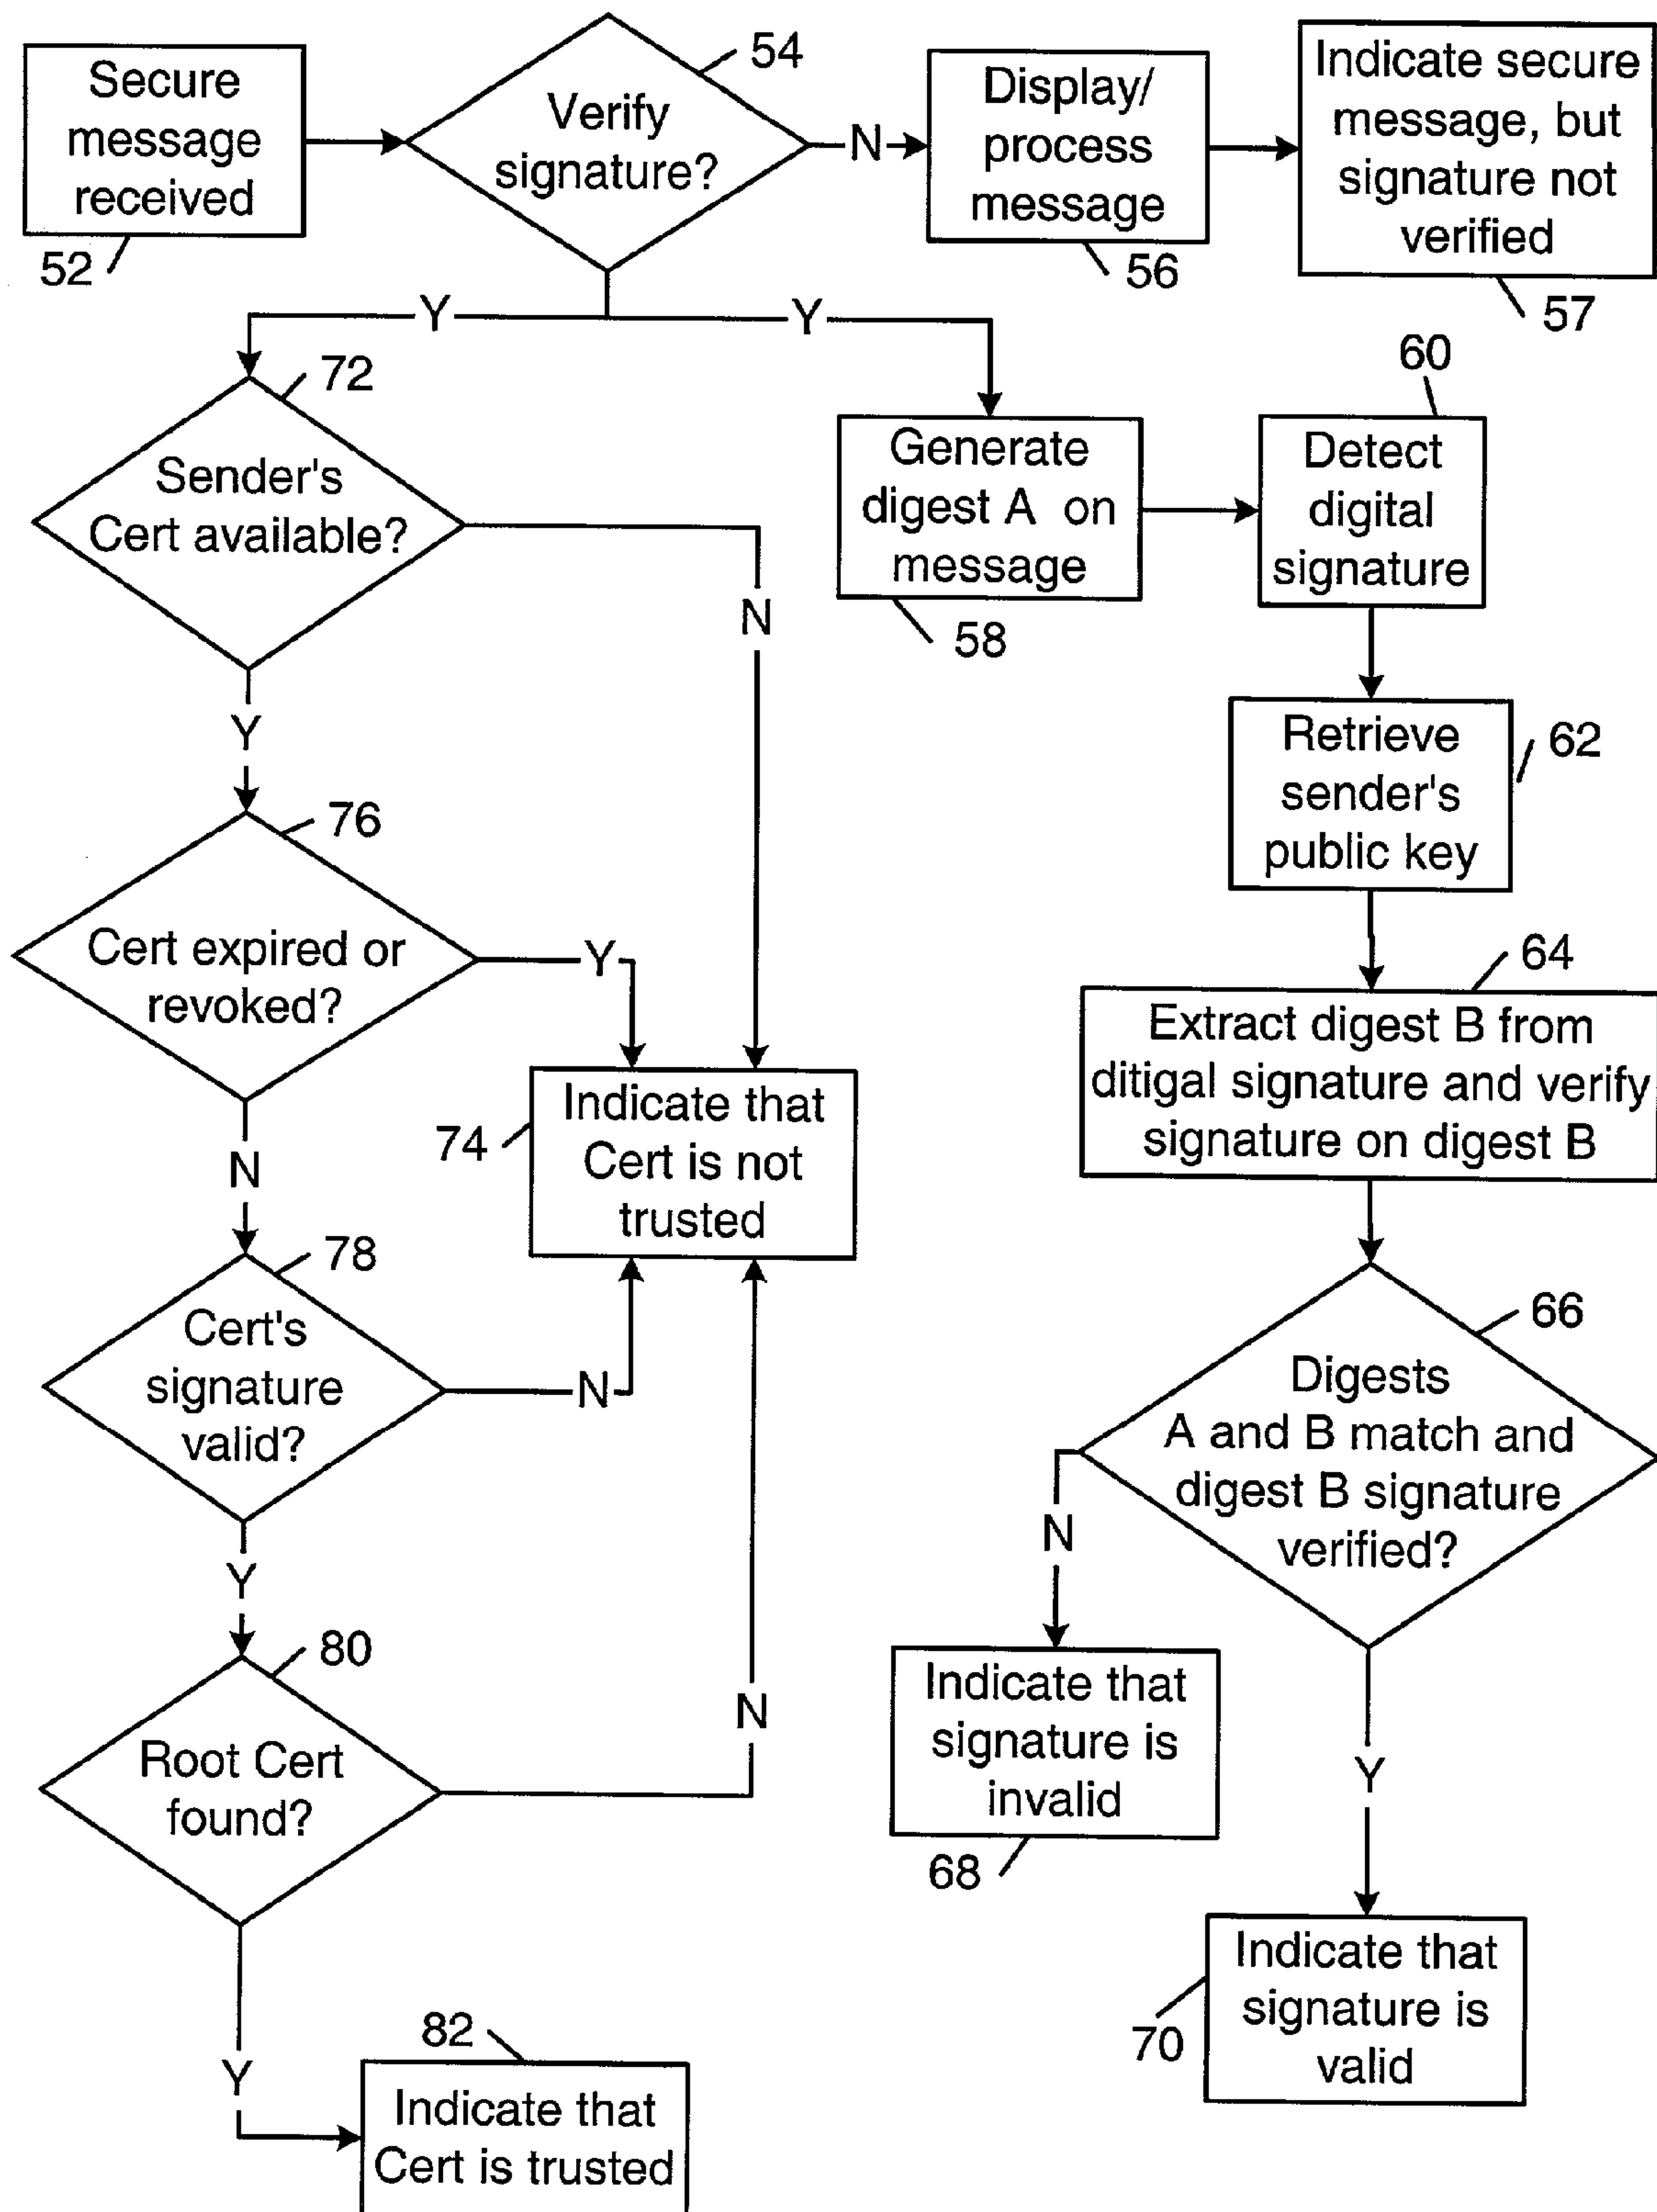 Secure
message
received
52
54
Verify
signature?
N
Display/
process
message
56
Indicate secure
message, but
signature not
verified
57
Y
Y
72
Sender's
Cert available?
N
Y
Generate
digest A on
message
58
60
Detect
digital
signature
Retrieve
sender's
public key
62
76
Cert expired or
revoked?
Y
N
74
Indicate that
Cert is not
trusted
64
Extract digest B from
ditigal signature and verify
signature on digest B
78
Cert's
signature
valid?
N
Y
66
Digests
A and B match and
digest B signature
verified?
N
Y
80
Root Cert
found?
N
Y
Indicate that
signature is
invalid
68
Indicate that
signature is
valid
70
82
Indicate that
Cert is trusted